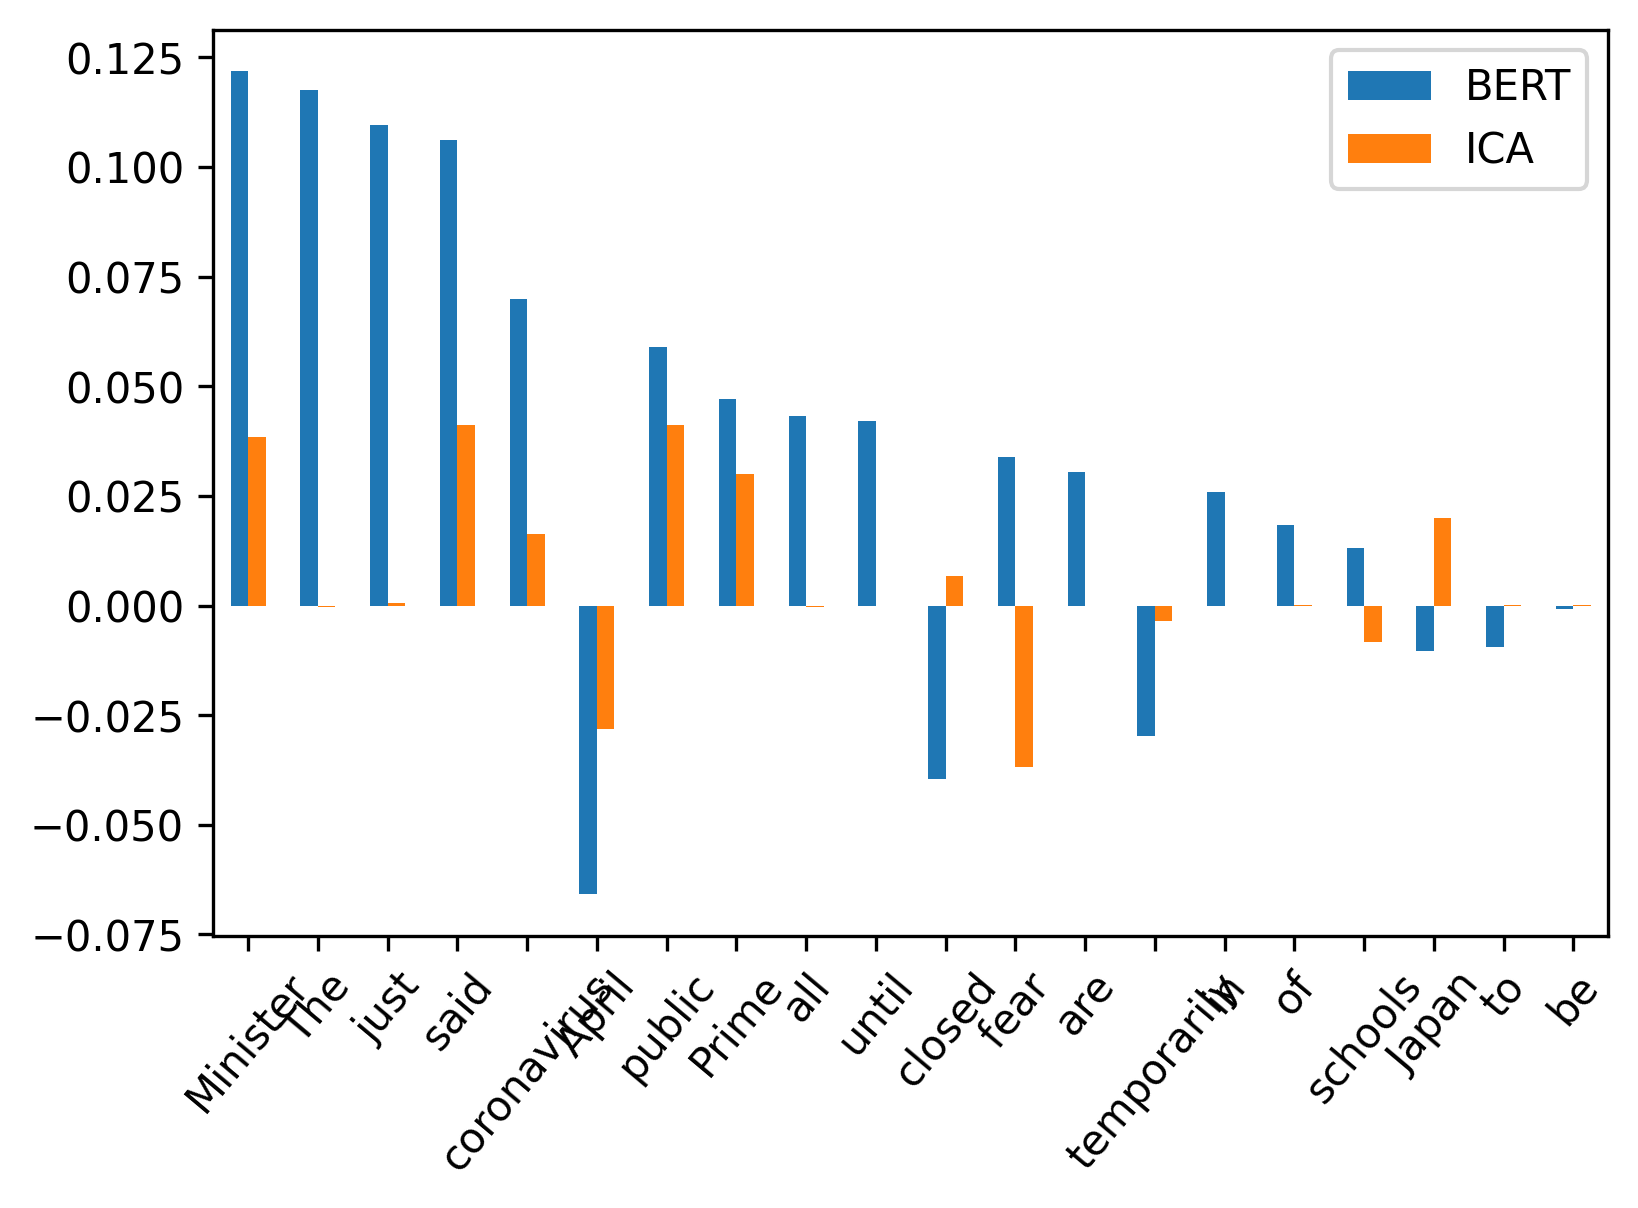 0.125
0.100
0.075
0.050
0.025
0.000
−0.025
−0.050
−0.075
BERT
ICA
Minister
The
just
said
coronavirus
April
public
Prime
all
until
closed
fear
are
temporarily
in
of
schools
Japan
to
be